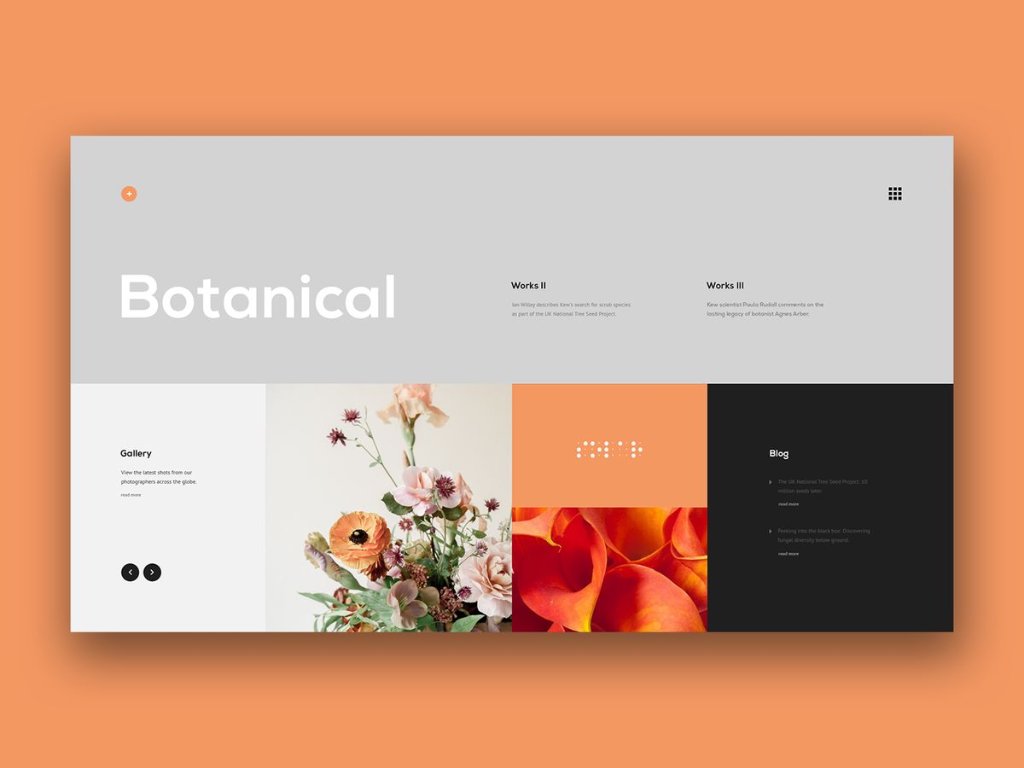 Botanical
Works II
Ian Willey describes Kew's search for scrub species
as part of the UK National Tree Seed Project.
Works III
Kew scientist Paula Rudall comments on the
lasting legacy of botanist Agnes Arber.
Gallery
View the latest shots from our
photographers across the globe.
read more
Blog
The UK National Tree Seed Project: 10
million seeds later.
read more
Peeking into the black box: Discovering
fungal diversity below ground.
read more